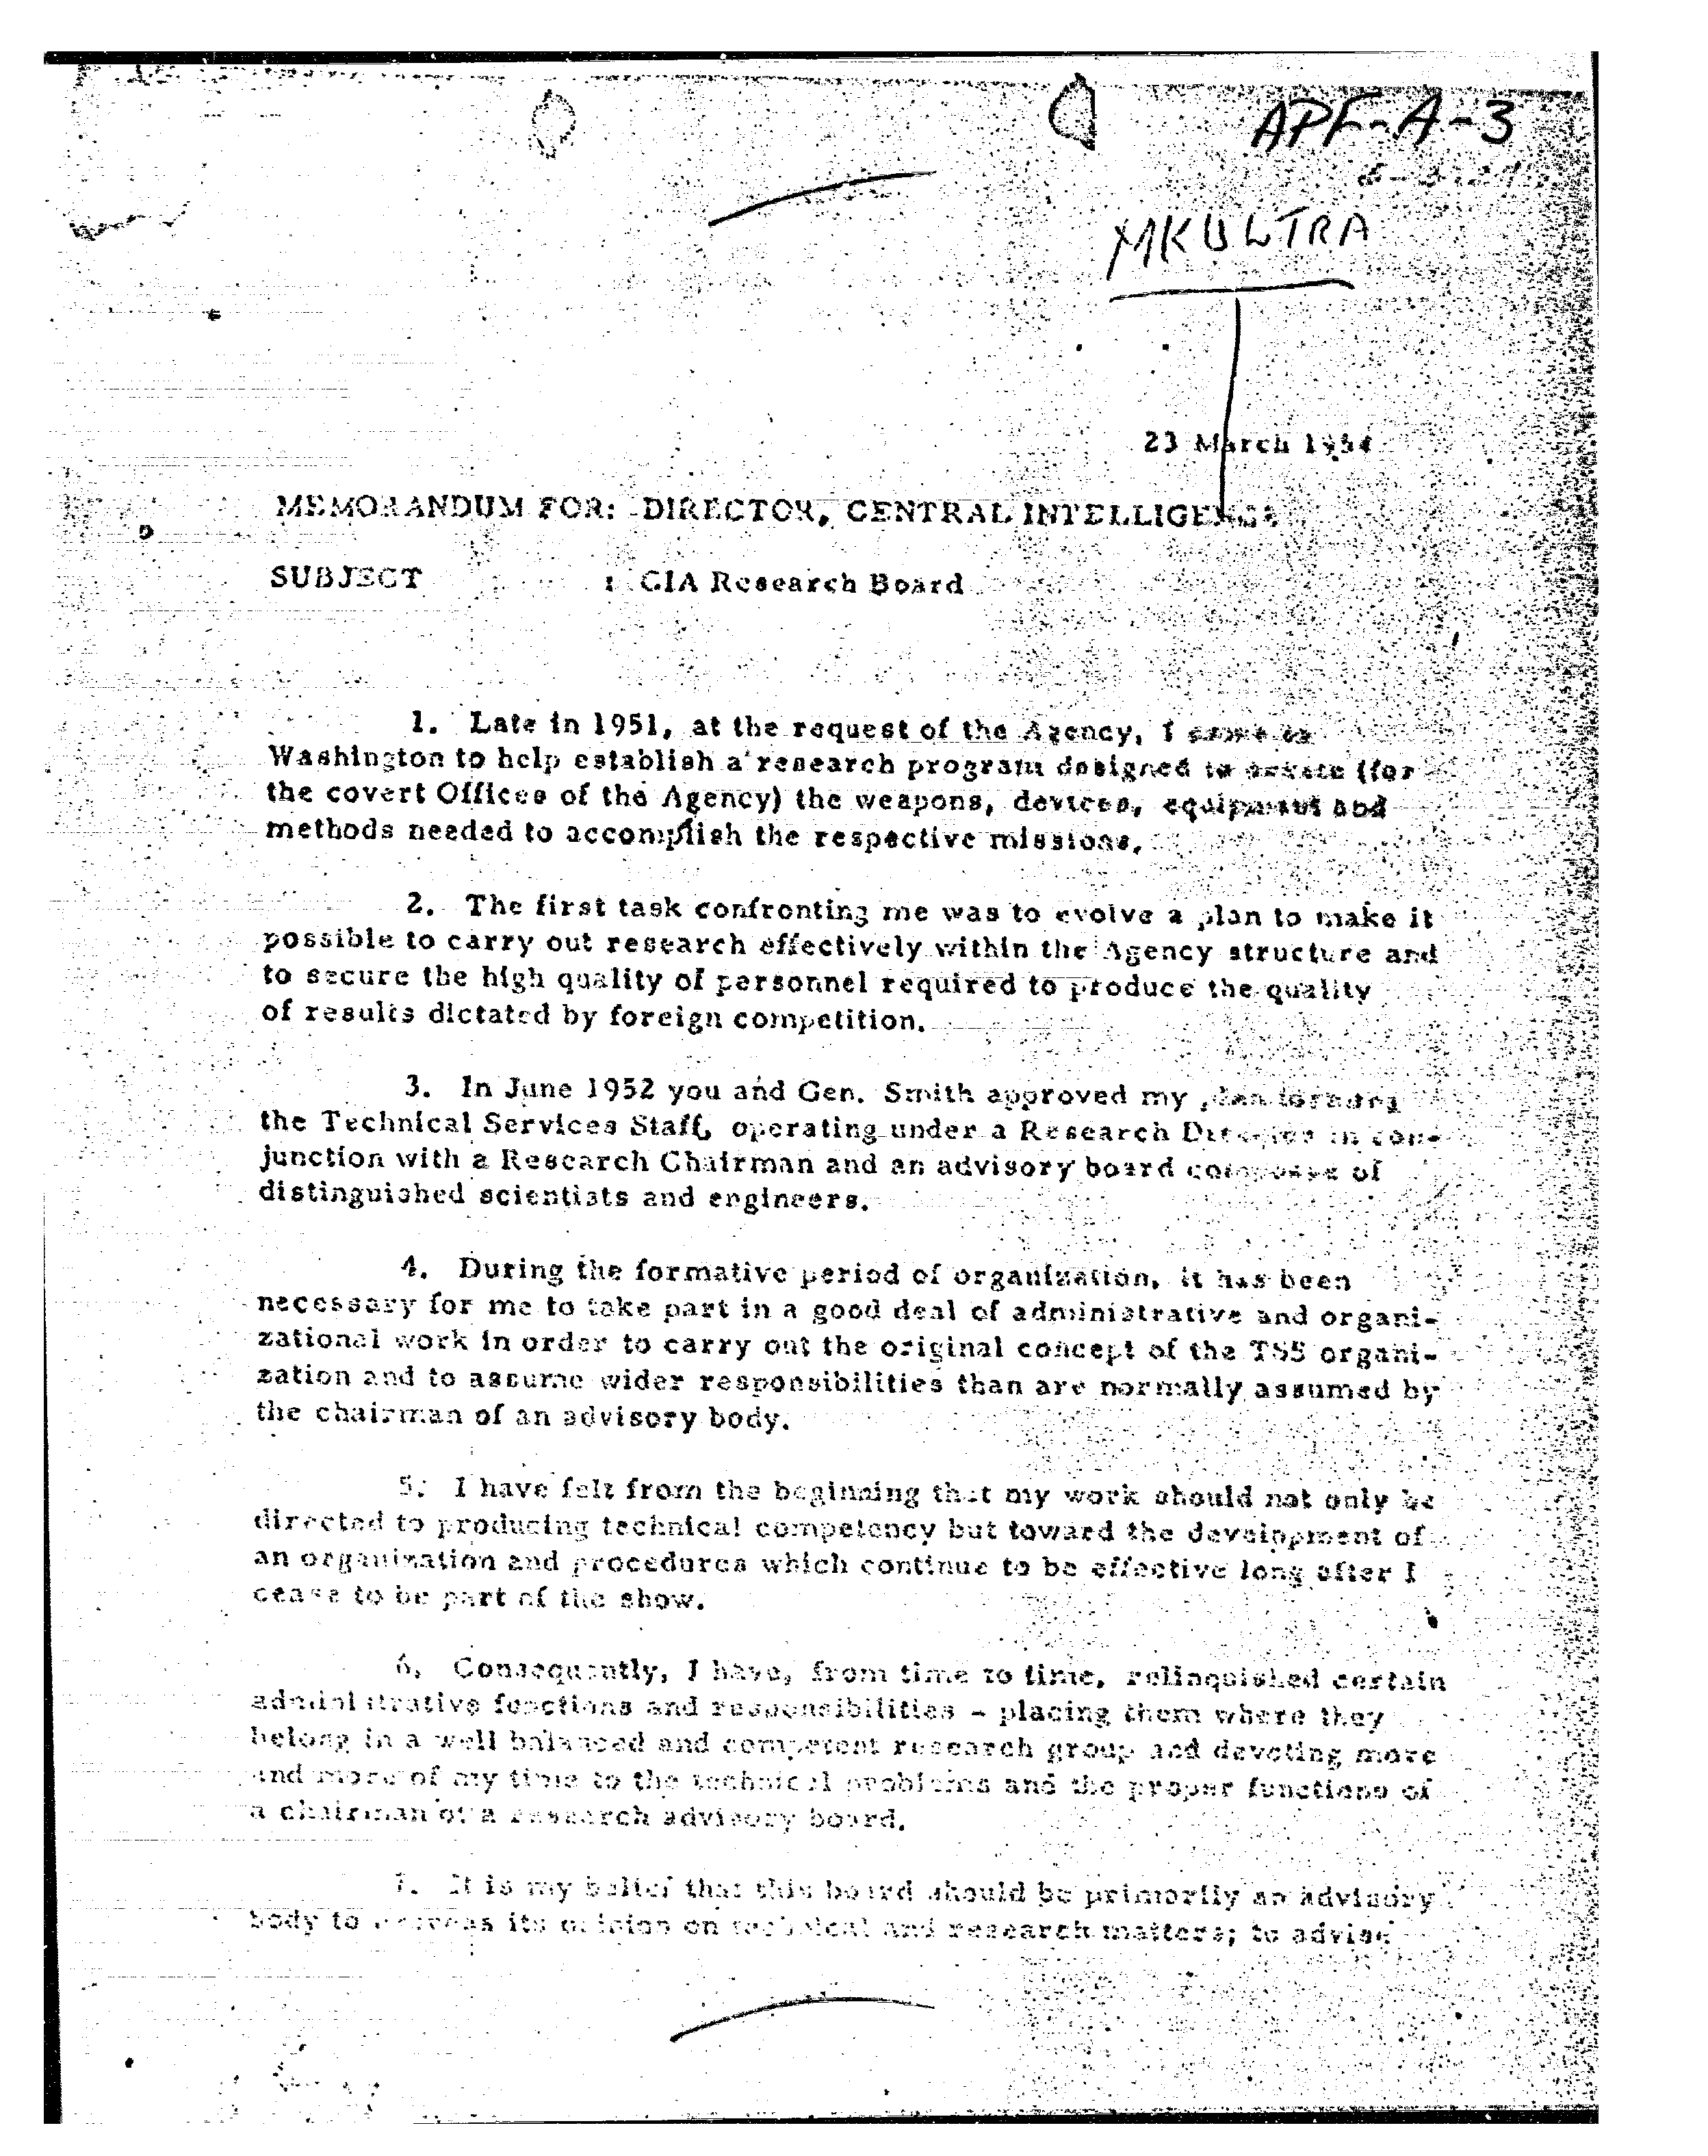 APF-A-3
MKULTRA
23 March 1954
MEMORANDUM FOR: DIRECTOR, CENTRAL INTELLIGENCE
SUBJECT : CIA Research Board
1. Late in 1951, at the request of the Agency, I came to
Washington to help establish a research program designed to create (for
the covert Offices of the Agency) the weapons, devices, equipment and
methods needed to accomplish the respective missions.
2. The first task confronting me was to evolve a plan to make it
possible to carry out research effectively within the Agency structure and
to secure the high quality of personnel required to produce the quality
of results dictated by foreign competition.
3. In June 1952 you and Gen. Smith approved my plan forming
the Technical Services Staff, operating under a Research Director in con-
junction with a Research Chairman and an advisory board of
distinguished scientists and engineers.
4. During the formative period of organization, it has been
necessary for me to take part in a good deal of administrative and organi-
zational work in order to carry out the original concept of the TSS organi-
zation and to assume wider responsibilities than are normally assumed by
the chairman of an advisory body.
5. I have felt from the beginning that my work should not only be
directed to producing technical competency but toward the development of
an organization and procedures which continue to be effective long after I
cease to be part of the show.
6. Consequently, I have, from time to time, relinquished certain
administrative functions and responsibilities - placing them where they
belong in a well balanced and competent research group and devoting more
and more of my time to the technical problems and the proper functions of
a chairman of a research advisory board.
7. It is my belief that this board should be primarily an advisory
body to express its opinion on technical and research matters; to advise